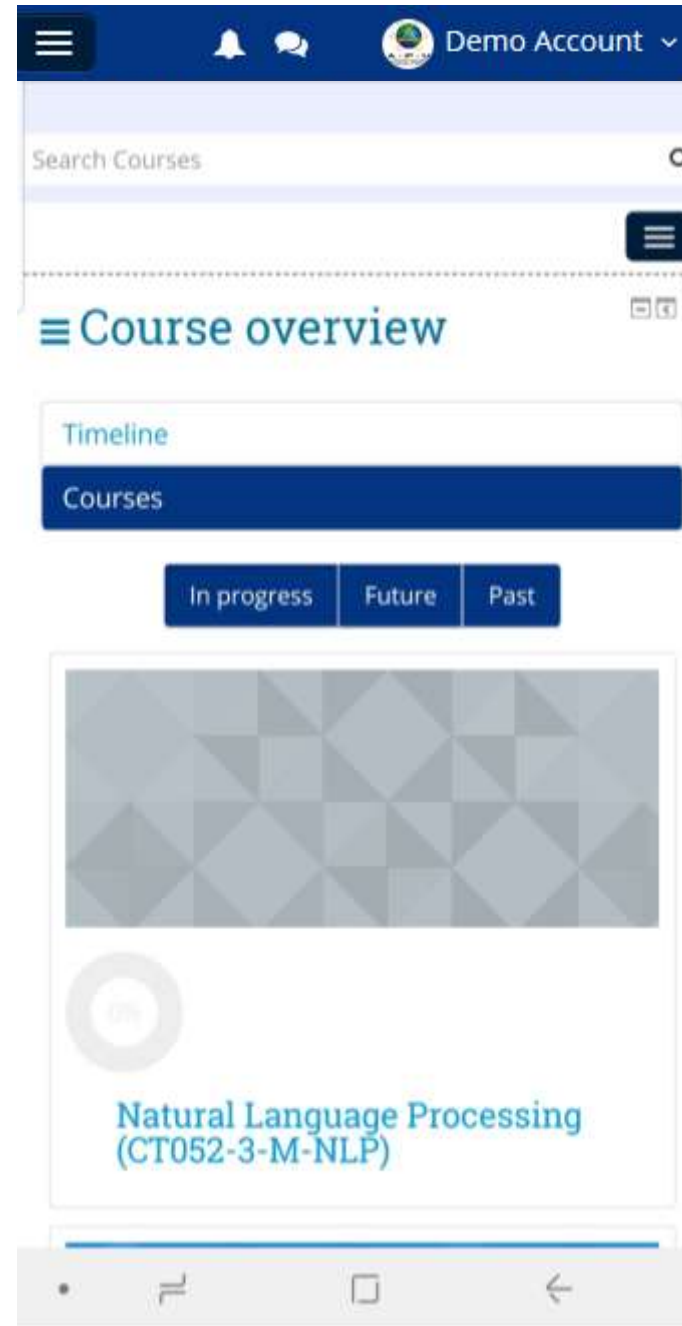 Demo Account
Search Courses
Course overview
Timeline
Courses
In progress Future Past
0%
Natural Language Processing
(CT052-3-M-NLP)